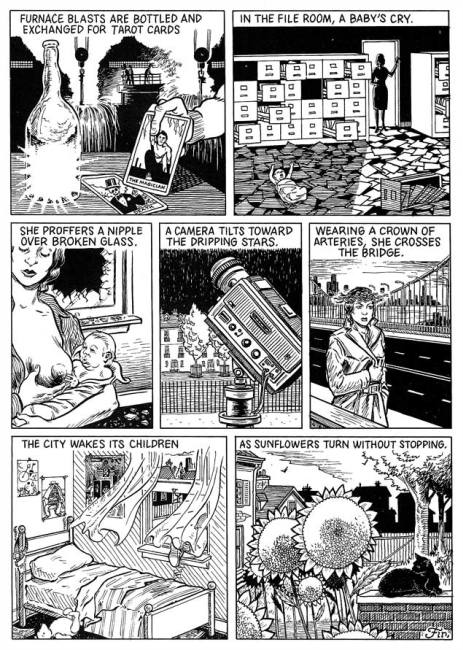 FURNACE BLASTS ARE BOTTLED AND
EXCHANGED FOR TAROT CARDS
THE MAGICIAN
IN THE FILE ROOM, A BABY'S CRY.
SHE PROFFERS A NIPPLE
OVER BROKEN GLASS.
A CAMERA TILTS TOWARD
THE DRIPPING STARS.
WEARING A CROWN OF
ARTERIES, SHE CROSSES
THE BRIDGE.
THE CITY WAKES ITS CHILDREN
AS SUNFLOWERS TURN WITHOUT STOPPING.
Fin.